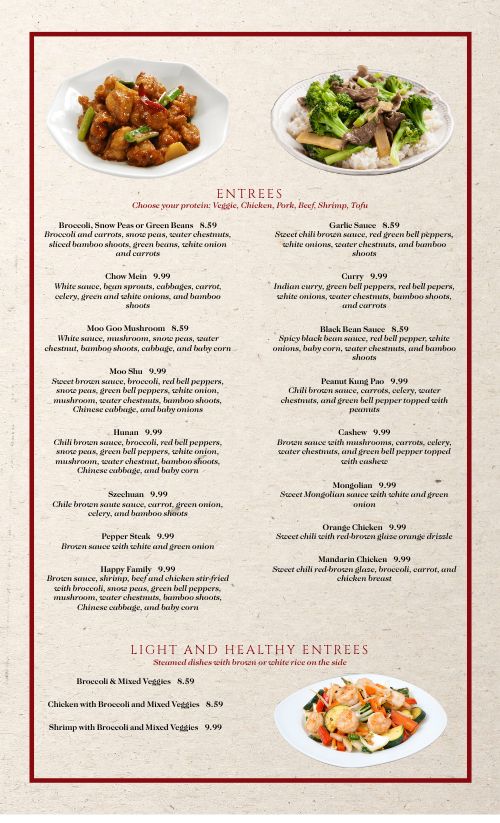 ENTREES
Choose your protein: Veggie, Chicken, Pork, Beef, Shrimp, Tofu
Broccoli, Snow Peas or Green Beans 8.59
Broccoli and carrots, snow peas, water chestnuts,
sliced bamboo shoots, green beans, white onion
and carrots
Chow Mein 9.99
White sauce, bean sprouts, cabbages, carrot,
celery, green and white onions, and bamboo
shoots
Moo Goo Mushroom 8.59
White sauce, mushroom, snow peas, water
chestnut, bamboo shoots, cabbage, and baby corn
Moo Shu 9.99
Sweet brown sauce, broccoli, red bell peppers,
snow peas, green bell peppers, white onion,
mushroom, water chestnuts, bamboo shoots,
Chinese cabbage, and baby onions
Hunan 9.99
Chili brown sauce, broccoli, red bell peppers,
snow peas, green bell peppers, white onion,
mushroom, water chestnut, bamboo shoots,
Chinese cabbage, and baby corn
Szechuan 9.99
Chile brown saute sauce, carrot, green onion,
celery, and bamboo shoots
Pepper Steak 9.99
Brown sauce with white and green onion
Happy Family 9.99
Brown sauce, shrimp, beef and chicken stir-fried
with broccoli, snow peas, green bell peppers,
mushroom, water chestnuts, bamboo shoots,
Chinese cabbage, and baby corn
Garlic Sauce 8.59
Sweet chili brown sauce, red green bell peppers,
white onions, water chestnuts, and bamboo
shoots
Curry 9.99
Indian curry, green bell peppers, red bell pepers,
white onions, water chestnuts, bamboo shoots,
and carrots
Black Bean Sauce 8.59
Spicy black bean sauce, red bell pepper, white
onions, baby corn, water chestnuts, and bamboo
shoots
Peanut Kung Pao 9.99
Chili brown sauce, carrots, celery, water
chestnuts, and green bell pepper topped with
peanuts
Cashew 9.99
Brown sauce with mushrooms, carrots, celery,
water chestnuts, and green bell pepper topped
with cashew
Mongolian 9.99
Sweet Mongolian sauce with white and green
onion
Orange Chicken 9.99
Sweet chili with red-brown glaze orange drizzle
Mandarin Chicken 9.99
Sweet chili red-brown glaze, broccoli, carrot, and
chicken breast
LIGHT AND HEALTHY ENTREES
Steamed dishes with brown or white rice on the side
Broccoli & Mixed Veggies 8.59
Chicken with Broccoli and Mixed Veggies 8.59
Shrimp with Broccoli and Mixed Veggies 9.99